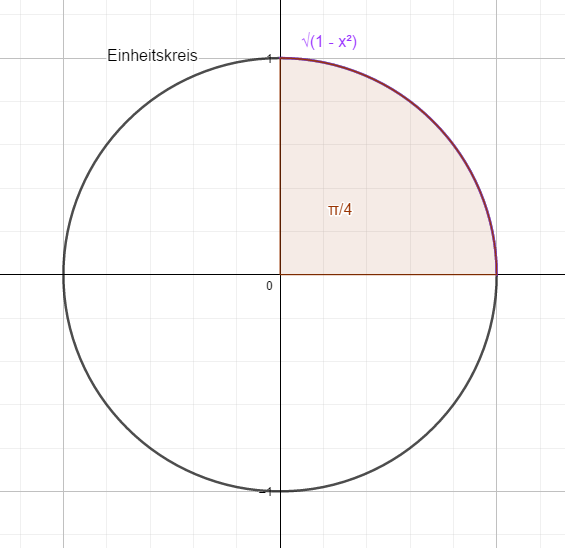 √(1 - x²)
Einheitskreis
1
π/4
0
−1